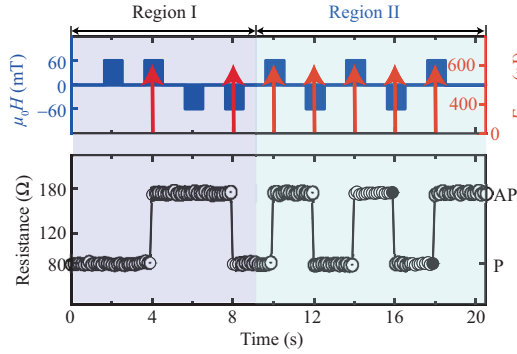 Region I
Region II
60
0
−60
μ₀H (mT)
600
400
0
180
120
80
Resistance (Ω)
AP
P
0
4
8
12
16
20
Time (s)